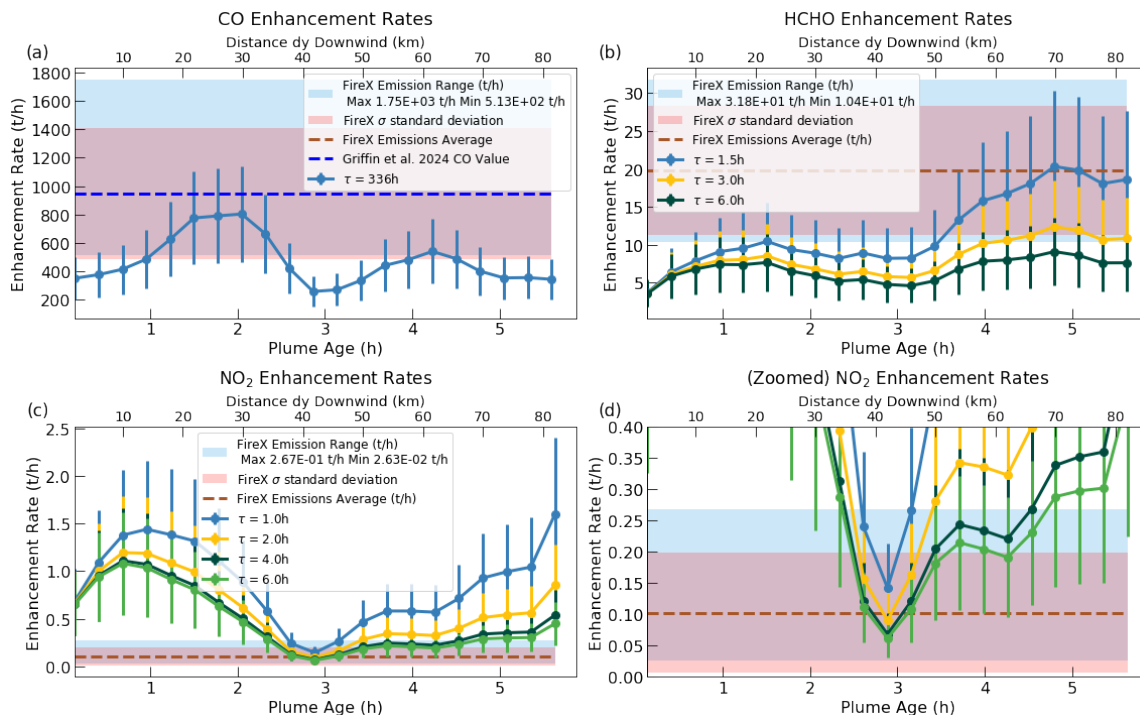 CO Enhancement Rates
(a)
Distance dy Downwind (km)
10 20 30 40 50 60 70 80
1800
1600
1400
1200
1000
800
600
400
200
Enhancement Rate (t/h)
FireX Emission Range (t/h)
Max 1.75E+03 t/h Min 5.13E+02 t/h
FireX σ standard deviation
FireX Emissions Average
Griffin et al. 2024 CO Value
τ = 336h
1 2 3 4 5
Plume Age (h)
HCHO Enhancement Rates
(b)
Distance dy Downwind (km)
10 20 30 40 50 60 70 80
30
25
20
15
10
5
Enhancement Rate (t/h)
FireX Emission Range (t/h)
Max 3.18E+01 t/h Min 1.04E+01 t/h
FireX σ standard deviation
FireX Emissions Average (t/h)
τ = 1.5h
τ = 3.0h
τ = 6.0h
1 2 3 4 5
Plume Age (h)
NO₂ Enhancement Rates
(c)
Distance dy Downwind (km)
10 20 30 40 50 60 70 80
2.5
2.0
1.5
1.0
0.5
0.0
Enhancement Rate (t/h)
FireX Emission Range (t/h)
Max 2.67E-01 t/h Min 2.63E-02 t/h
FireX σ standard deviation
FireX Emissions Average (t/h)
τ = 1.0h
τ = 2.0h
τ = 4.0h
τ = 6.0h
1 2 3 4 5
Plume Age (h)
(Zoomed) NO₂ Enhancement Rates
(d)
Distance dy Downwind (km)
10 20 30 40 50 60 70 80
0.40
0.35
0.30
0.25
0.20
0.15
0.10
0.05
0.00
Enhancement Rate (t/h)
1 2 3 4 5
Plume Age (h)